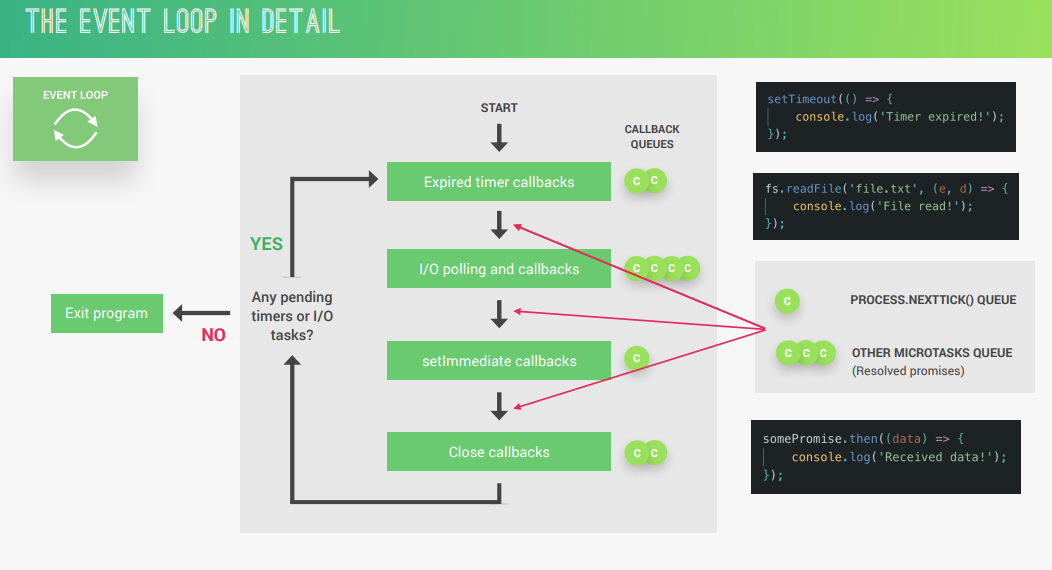 THE EVENT LOOP IN DETAIL
EVENT LOOP
START
CALLBACK
QUEUES
Expired timer callbacks
C C
YES
I/O polling and callbacks
C C C C
Any pending
timers or I/O
tasks?
Exit program
NO
setImmediate callbacks
C
Close callbacks
C C
setTimeout(() => {
    console.log('Timer expired!');
});
fs.readFile('file.txt', (e, d) => {
    console.log('File read!');
});
C
PROCESS.NEXTTICK() QUEUE
C C C
OTHER MICROTASKS QUEUE
(Resolved promises)
somePromise.then((data) => {
    console.log('Received data!');
});